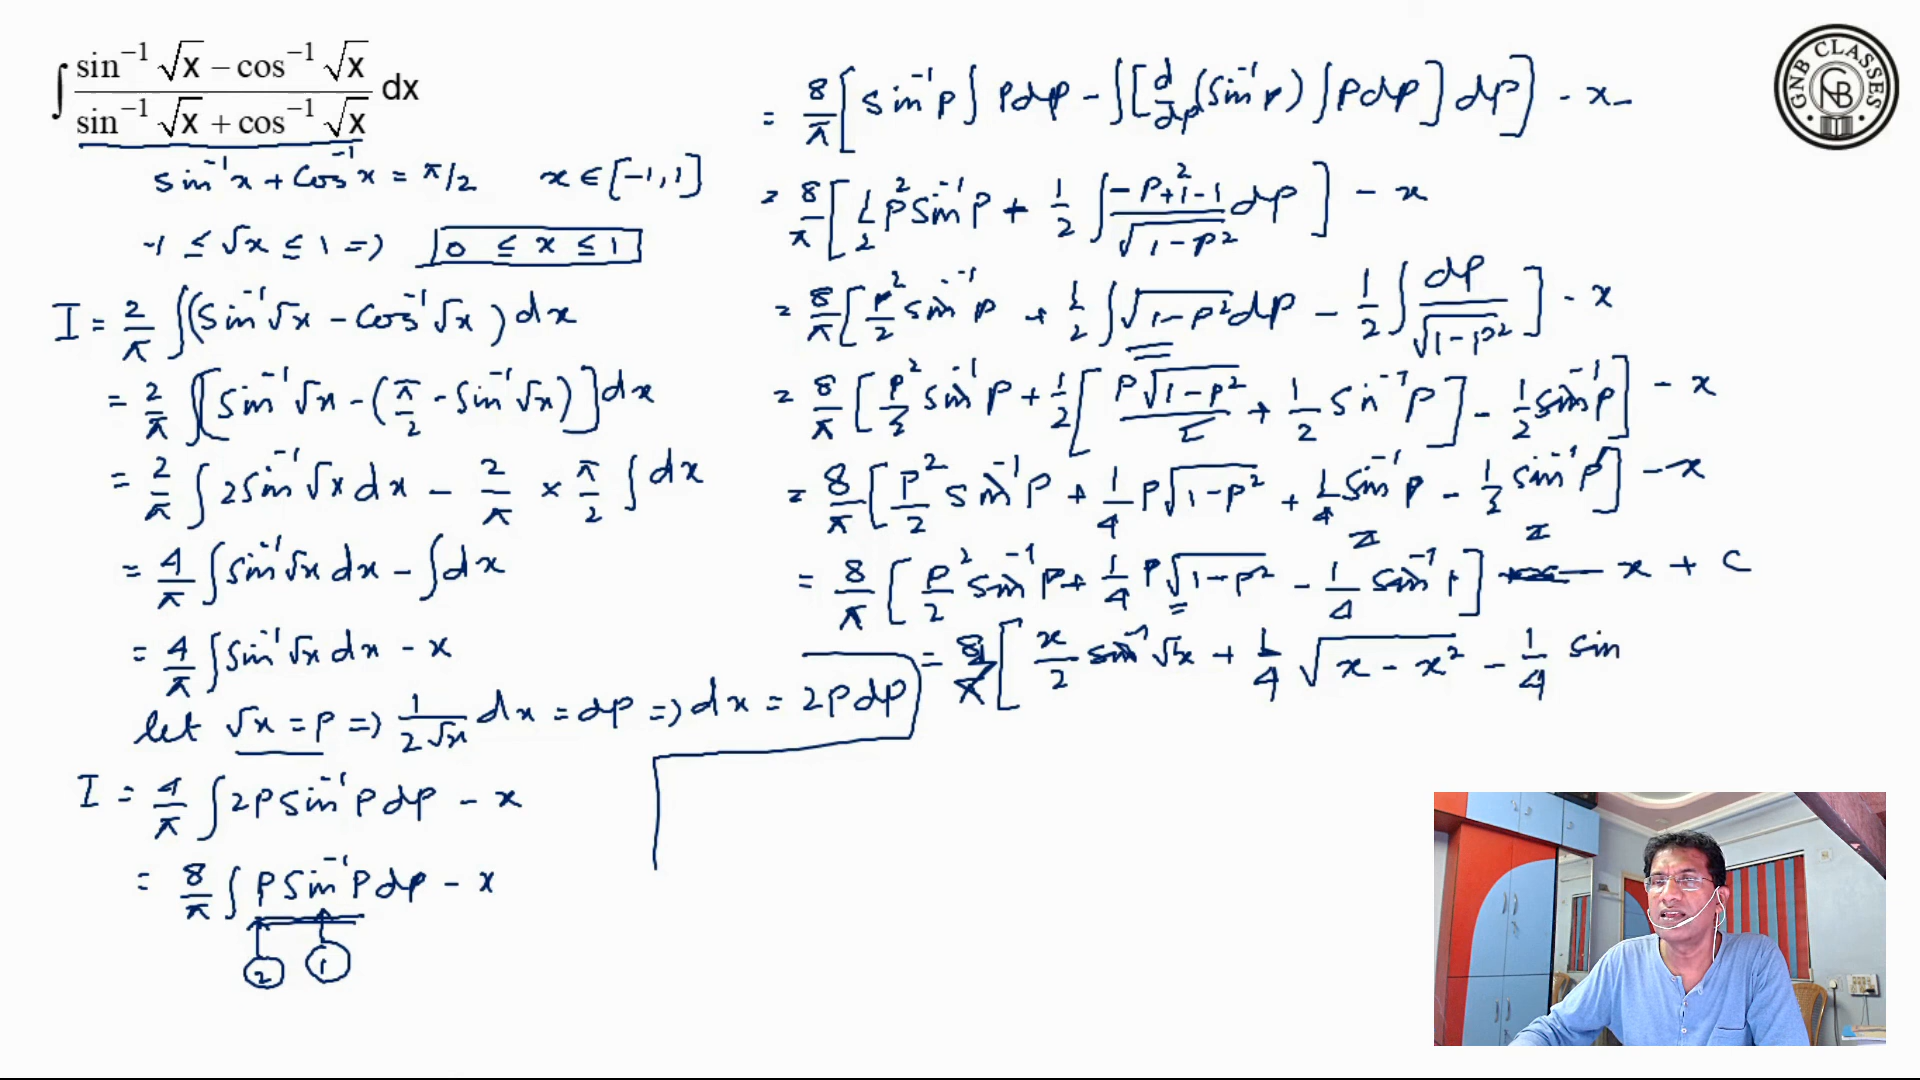 ∫ (sin⁻¹ √x − cos⁻¹ √x) / (sin⁻¹ √x + cos⁻¹ √x) dx
sin⁻¹x + cos⁻¹x = π/2   x ∈ [-1,1]
-1 ≤ √x ≤ 1 => 0 ≤ x ≤ 1
I = 2/π ∫(sin⁻¹√x − cos⁻¹√x) dx
= 2/π ∫[sin⁻¹√x − (π/2 − sin⁻¹√x)] dx
= 2/π ∫ 2 sin⁻¹√x dx − 2/π × π/2 ∫ dx
= 4/π ∫ sin⁻¹√x dx − ∫ dx
= 4/π ∫ sin⁻¹√x dx − x
let √x = p => 1/(2√x) dx = dp => dx = 2p dp
I = 4/π ∫ 2p sin⁻¹p dp − x
= 8/π ∫ p sin⁻¹p dp − x
② ①
= 8/π [sin⁻¹p ∫ p dp − ∫[d/dp (sin⁻¹p) ∫ p dp] dp] − x
= 8/π [1/2 p² sin⁻¹p + 1/2 ∫ (−p²+1−1)/√(1−p²) dp] − x
= 8/π [p²/2 sin⁻¹p + 1/2 ∫ √(1−p²) dp − 1/2 ∫ dp/√(1−p²)] − x
= 8/π [p²/2 sin⁻¹p + 1/2 [p√(1−p²)/2 + 1/2 sin⁻¹p] − 1/2 sin⁻¹p] − x
= 8/π [p²/2 sin⁻¹p + 1/4 p√(1−p²) + 1/4 sin⁻¹p − 1/2 sin⁻¹p] − x
= 8/π [p²/2 sin⁻¹p + 1/4 p√(1−p²) − 1/4 sin⁻¹p] − x + C
= 8/π [x/2 sin⁻¹√x + 1/4 √(x − x²) − 1/4 sin
GNB CLASSES
GNB